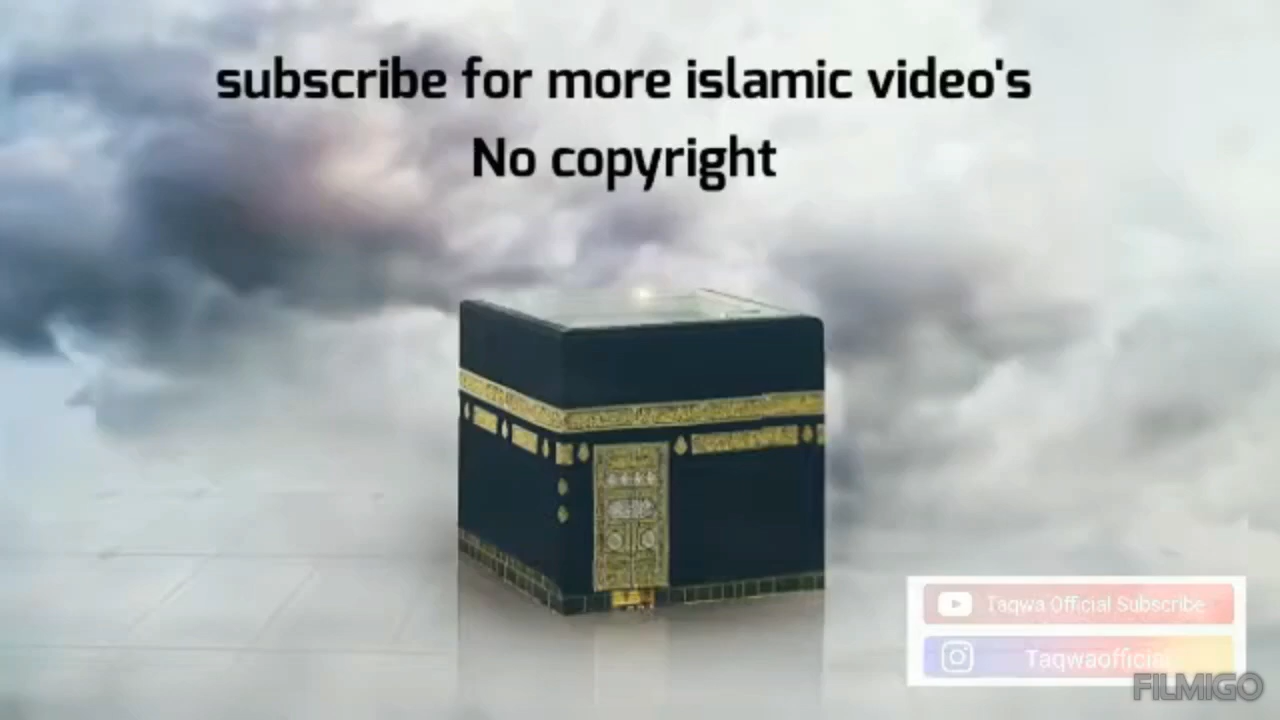 subscribe for more islamic video's
No copyright
Taqwa Official Subscribe
Taqwaofficial
FILMIGO